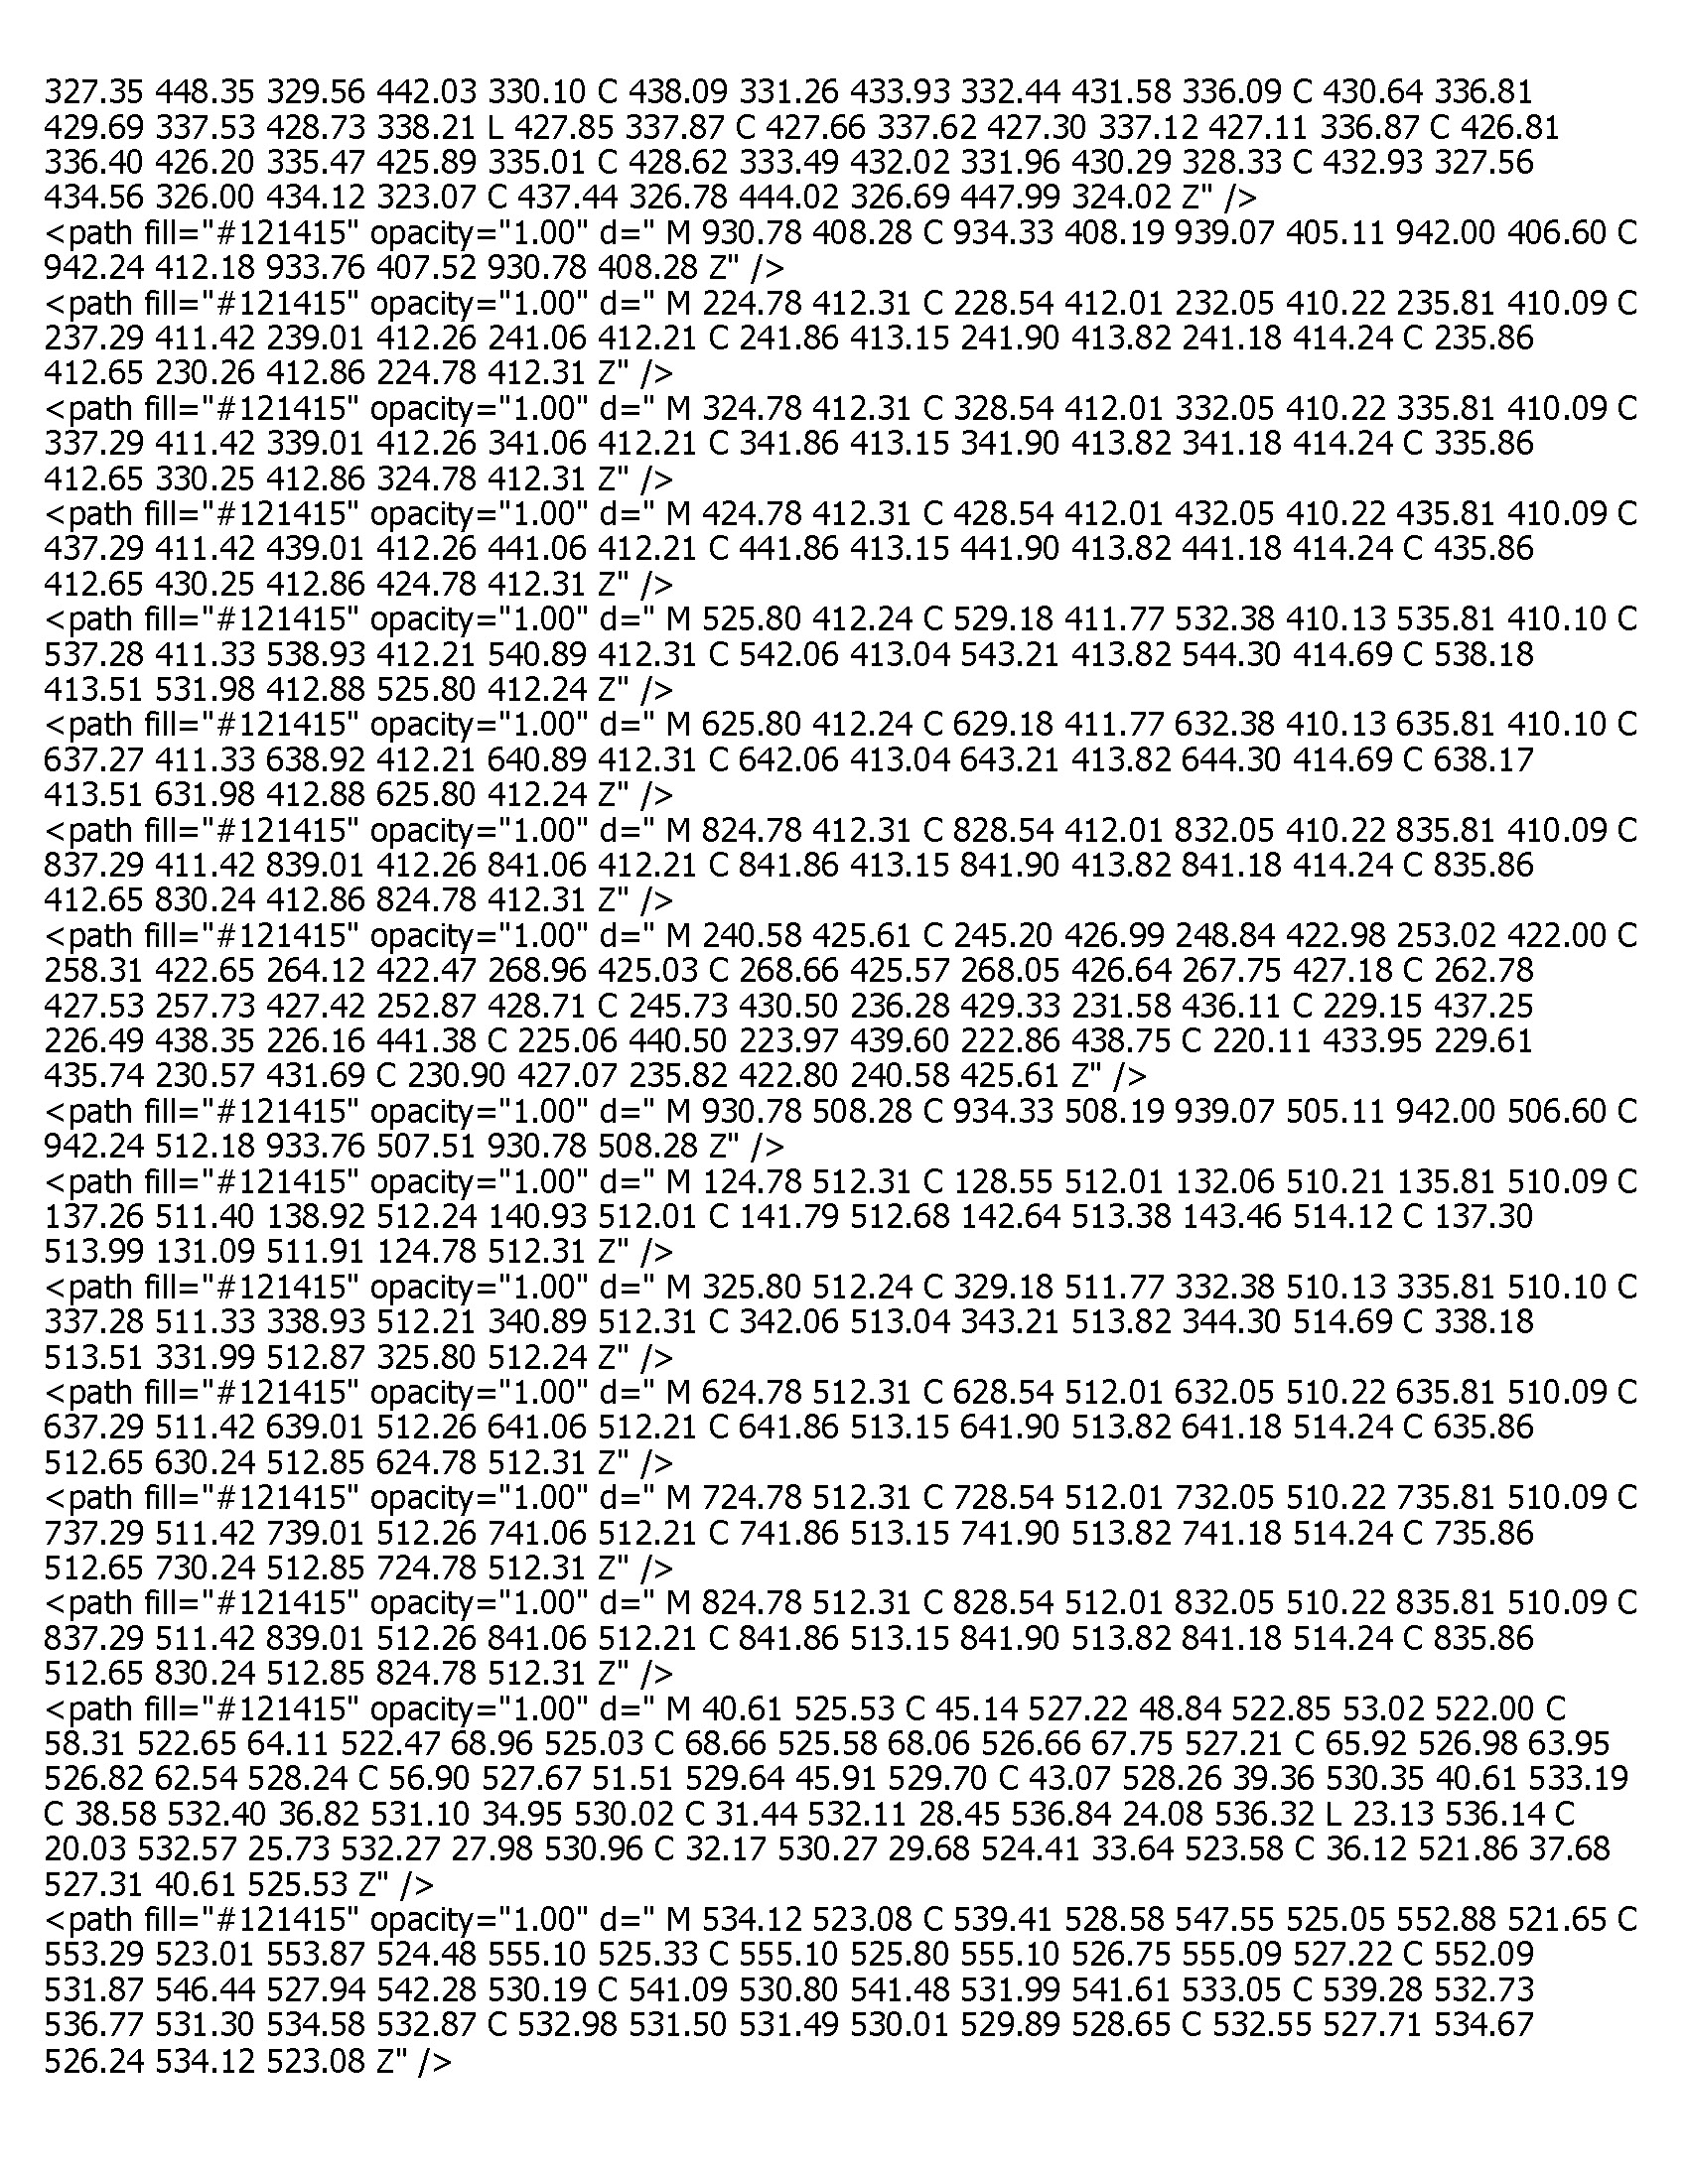 327.35 448.35 329.56 442.03 330.10 C 438.09 331.26 433.93 332.44 431.58 336.09 C 430.64 336.81
429.69 337.53 428.73 338.21 L 427.85 337.87 C 427.66 337.62 427.30 337.12 427.11 336.87 C 426.81
336.40 426.20 335.47 425.89 335.01 C 428.62 333.49 432.02 331.96 430.29 328.33 C 432.93 327.56
434.56 326.00 434.12 323.07 C 437.44 326.78 444.02 326.69 447.99 324.02 Z" />
<path fill="#121415" opacity="1.00" d=" M 930.78 408.28 C 934.33 408.19 939.07 405.11 942.00 406.60 C
942.24 412.18 933.76 407.52 930.78 408.28 Z" />
<path fill="#121415" opacity="1.00" d=" M 224.78 412.31 C 228.54 412.01 232.05 410.22 235.81 410.09 C
237.29 411.42 239.01 412.26 241.06 412.21 C 241.86 413.15 241.90 413.82 241.18 414.24 C 235.86
412.65 230.26 412.86 224.78 412.31 Z" />
<path fill="#121415" opacity="1.00" d=" M 324.78 412.31 C 328.54 412.01 332.05 410.22 335.81 410.09 C
337.29 411.42 339.01 412.26 341.06 412.21 C 341.86 413.15 341.90 413.82 341.18 414.24 C 335.86
412.65 330.25 412.86 324.78 412.31 Z" />
<path fill="#121415" opacity="1.00" d=" M 424.78 412.31 C 428.54 412.01 432.05 410.22 435.81 410.09 C
437.29 411.42 439.01 412.26 441.06 412.21 C 441.86 413.15 441.90 413.82 441.18 414.24 C 435.86
412.65 430.25 412.86 424.78 412.31 Z" />
<path fill="#121415" opacity="1.00" d=" M 525.80 412.24 C 529.18 411.77 532.38 410.13 535.81 410.10 C
537.28 411.33 538.93 412.21 540.89 412.31 C 542.06 413.04 543.21 413.82 544.30 414.69 C 538.18
413.51 531.98 412.88 525.80 412.24 Z" />
<path fill="#121415" opacity="1.00" d=" M 625.80 412.24 C 629.18 411.77 632.38 410.13 635.81 410.10 C
637.27 411.33 638.92 412.21 640.89 412.31 C 642.06 413.04 643.21 413.82 644.30 414.69 C 638.17
413.51 631.98 412.88 625.80 412.24 Z" />
<path fill="#121415" opacity="1.00" d=" M 824.78 412.31 C 828.54 412.01 832.05 410.22 835.81 410.09 C
837.29 411.42 839.01 412.26 841.06 412.21 C 841.86 413.15 841.90 413.82 841.18 414.24 C 835.86
412.65 830.24 412.86 824.78 412.31 Z" />
<path fill="#121415" opacity="1.00" d=" M 240.58 425.61 C 245.20 426.99 248.84 422.98 253.02 422.00 C
258.31 422.65 264.12 422.47 268.96 425.03 C 268.66 425.57 268.05 426.64 267.75 427.18 C 262.78
427.53 257.73 427.42 252.87 428.71 C 245.73 430.50 236.28 429.33 231.58 436.11 C 229.15 437.25
226.49 438.35 226.16 441.38 C 225.06 440.50 223.97 439.60 222.86 438.75 C 220.11 433.95 229.61
435.74 230.57 431.69 C 230.90 427.07 235.82 422.80 240.58 425.61 Z" />
<path fill="#121415" opacity="1.00" d=" M 930.78 508.28 C 934.33 508.19 939.07 505.11 942.00 506.60 C
942.24 512.18 933.76 507.51 930.78 508.28 Z" />
<path fill="#121415" opacity="1.00" d=" M 124.78 512.31 C 128.55 512.01 132.06 510.21 135.81 510.09 C
137.26 511.40 138.92 512.24 140.93 512.01 C 141.79 512.68 142.64 513.38 143.46 514.12 C 137.30
513.99 131.09 511.91 124.78 512.31 Z" />
<path fill="#121415" opacity="1.00" d=" M 325.80 512.24 C 329.18 511.77 332.38 510.13 335.81 510.10 C
337.28 511.33 338.93 512.21 340.89 512.31 C 342.06 513.04 343.21 513.82 344.30 514.69 C 338.18
513.51 331.99 512.87 325.80 512.24 Z" />
<path fill="#121415" opacity="1.00" d=" M 624.78 512.31 C 628.54 512.01 632.05 510.22 635.81 510.09 C
637.29 511.42 639.01 512.26 641.06 512.21 C 641.86 513.15 641.90 513.82 641.18 514.24 C 635.86
512.65 630.24 512.85 624.78 512.31 Z" />
<path fill="#121415" opacity="1.00" d=" M 724.78 512.31 C 728.54 512.01 732.05 510.22 735.81 510.09 C
737.29 511.42 739.01 512.26 741.06 512.21 C 741.86 513.15 741.90 513.82 741.18 514.24 C 735.86
512.65 730.24 512.85 724.78 512.31 Z" />
<path fill="#121415" opacity="1.00" d=" M 824.78 512.31 C 828.54 512.01 832.05 510.22 835.81 510.09 C
837.29 511.42 839.01 512.26 841.06 512.21 C 841.86 513.15 841.90 513.82 841.18 514.24 C 835.86
512.65 830.24 512.85 824.78 512.31 Z" />
<path fill="#121415" opacity="1.00" d=" M 40.61 525.53 C 45.14 527.22 48.84 522.85 53.02 522.00 C
58.31 522.65 64.11 522.47 68.96 525.03 C 68.66 525.58 68.06 526.66 67.75 527.21 C 65.92 526.98 63.95
526.82 62.54 528.24 C 56.90 527.67 51.51 529.64 45.91 529.70 C 43.07 528.26 39.36 530.35 40.61 533.19
C 38.58 532.40 36.82 531.10 34.95 530.02 C 31.44 532.11 28.45 536.84 24.08 536.32 L 23.13 536.14 C
20.03 532.57 25.73 532.27 27.98 530.96 C 32.17 530.27 29.68 524.41 33.64 523.58 C 36.12 521.86 37.68
527.31 40.61 525.53 Z" />
<path fill="#121415" opacity="1.00" d=" M 534.12 523.08 C 539.41 528.58 547.55 525.05 552.88 521.65 C
553.29 523.01 553.87 524.48 555.10 525.33 C 555.10 525.80 555.10 526.75 555.09 527.22 C 552.09
531.87 546.44 527.94 542.28 530.19 C 541.09 530.80 541.48 531.99 541.61 533.05 C 539.28 532.73
536.77 531.30 534.58 532.87 C 532.98 531.50 531.49 530.01 529.89 528.65 C 532.55 527.71 534.67
526.24 534.12 523.08 Z" />